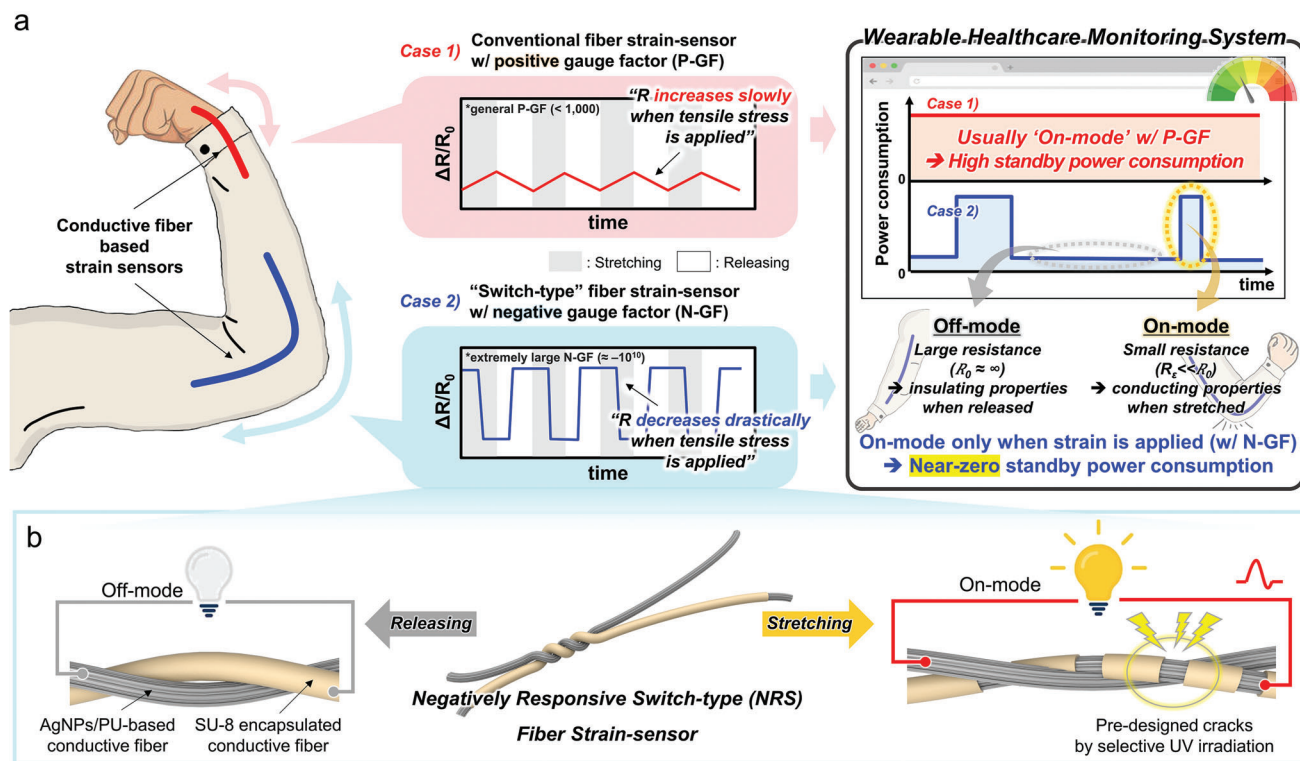 a
Conductive fiber
based
strain sensors
Case 1)
Conventional fiber strain-sensor
w/ positive gauge factor (P-GF)
*general P-GF (< 1,000)
“R increases slowly
when tensile stress
is applied”
ΔR/R₀
time
: Stretching
: Releasing
Case 2)
“Switch-type” fiber strain-sensor
w/ negative gauge factor (N-GF)
*extremely large N-GF (≈ –10¹⁰)
“R decreases drastically
when tensile stress
is applied”
ΔR/R₀
time
Wearable Healthcare Monitoring System
Power consumption
Case 1)
Usually ‘On-mode’ w/ P-GF
➔ High standby power consumption
0
Case 2)
0
time
Off-mode
Large resistance
(R₀ ≈ ∞)
➔ insulating properties
when released
On-mode
Small resistance
(Rε<<R₀)
➔ conducting properties
when stretched
On-mode only when strain is applied (w/ N-GF)
➔ Near-zero standby power consumption
b
Off-mode
AgNPs/PU-based
conductive fiber
SU-8 encapsulated
conductive fiber
Releasing
Stretching
Negatively Responsive Switch-type (NRS)
Fiber Strain-sensor
On-mode
Pre-designed cracks
by selective UV irradiation